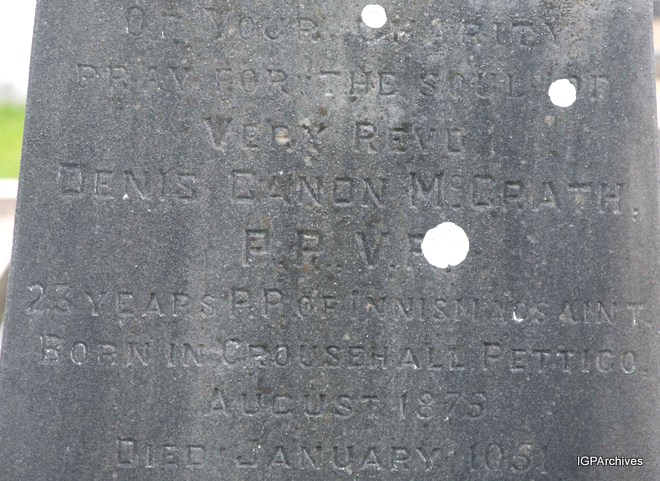 OF YOUR CHARITY
PRAY FOR THE SOUL OF
VERY REVD
DENIS CANON MCGRATH,
P.P. V.F.
23 YEARS P.P. OF INNISMACSAINT.
BORN IN CROUSEHALL PETTIGO,
AUGUST 1875
DIED JANUARY 1951
IGPArchives